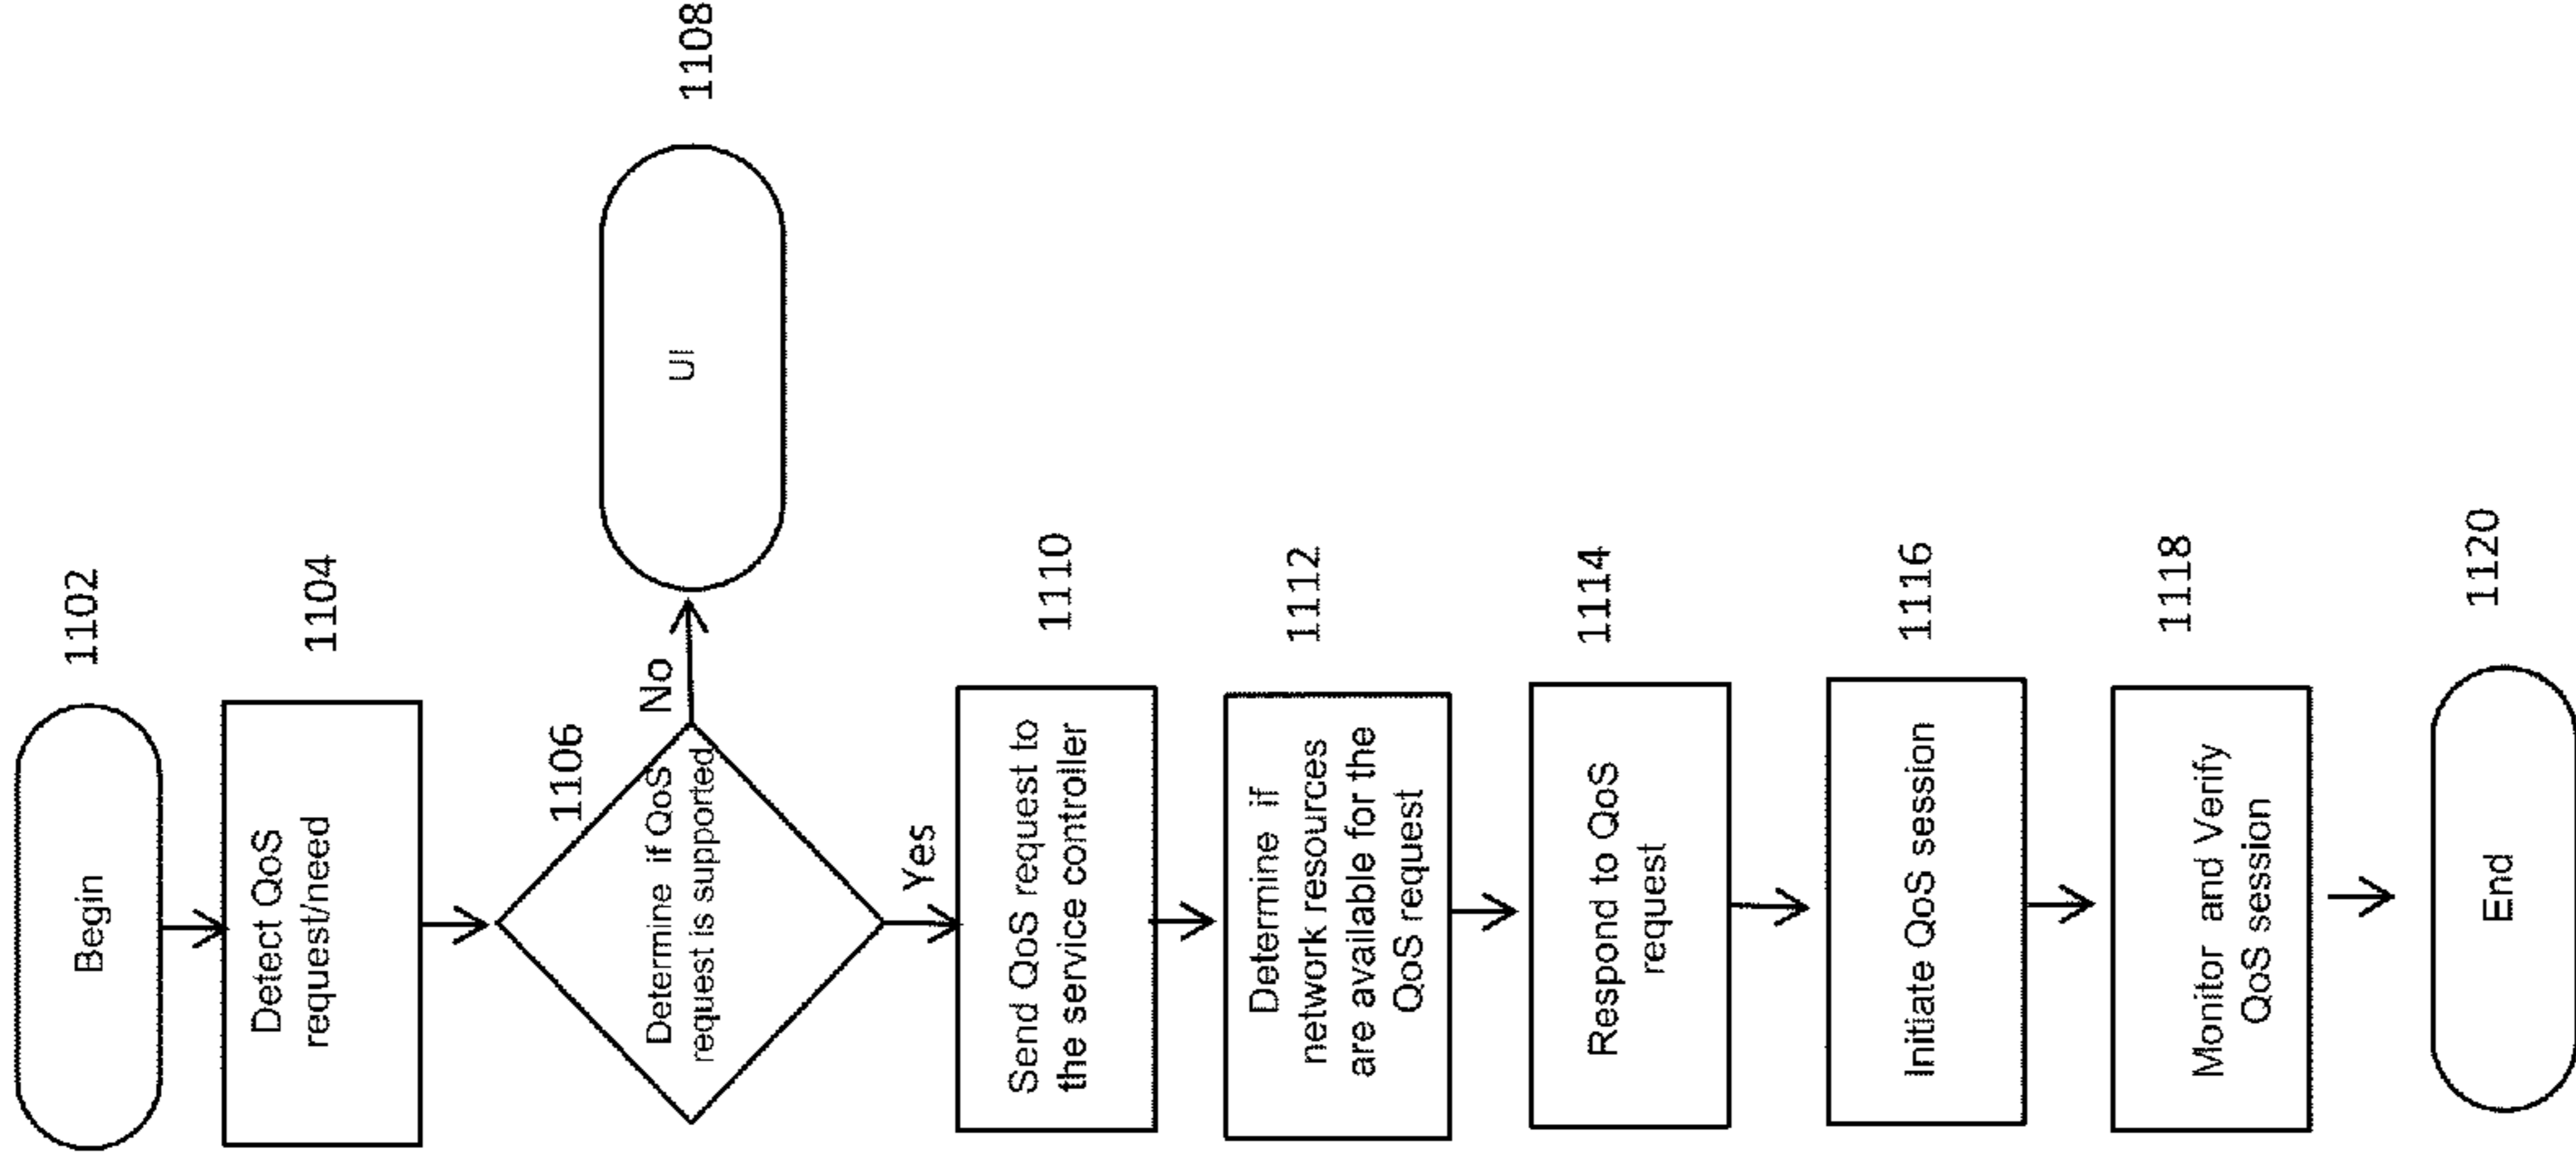 Begin
1102
Detect QoS
request/need
1104
1106
Determine if QoS
request is supported
No
UI
1108
Yes
Send QoS request to
the service controller
1110
Determine if
network resources
are available for the
QoS request
1112
Respond to QoS
request
1114
Initiate QoS session
1116
Monitor and Verify
QoS session
1118
End
1120